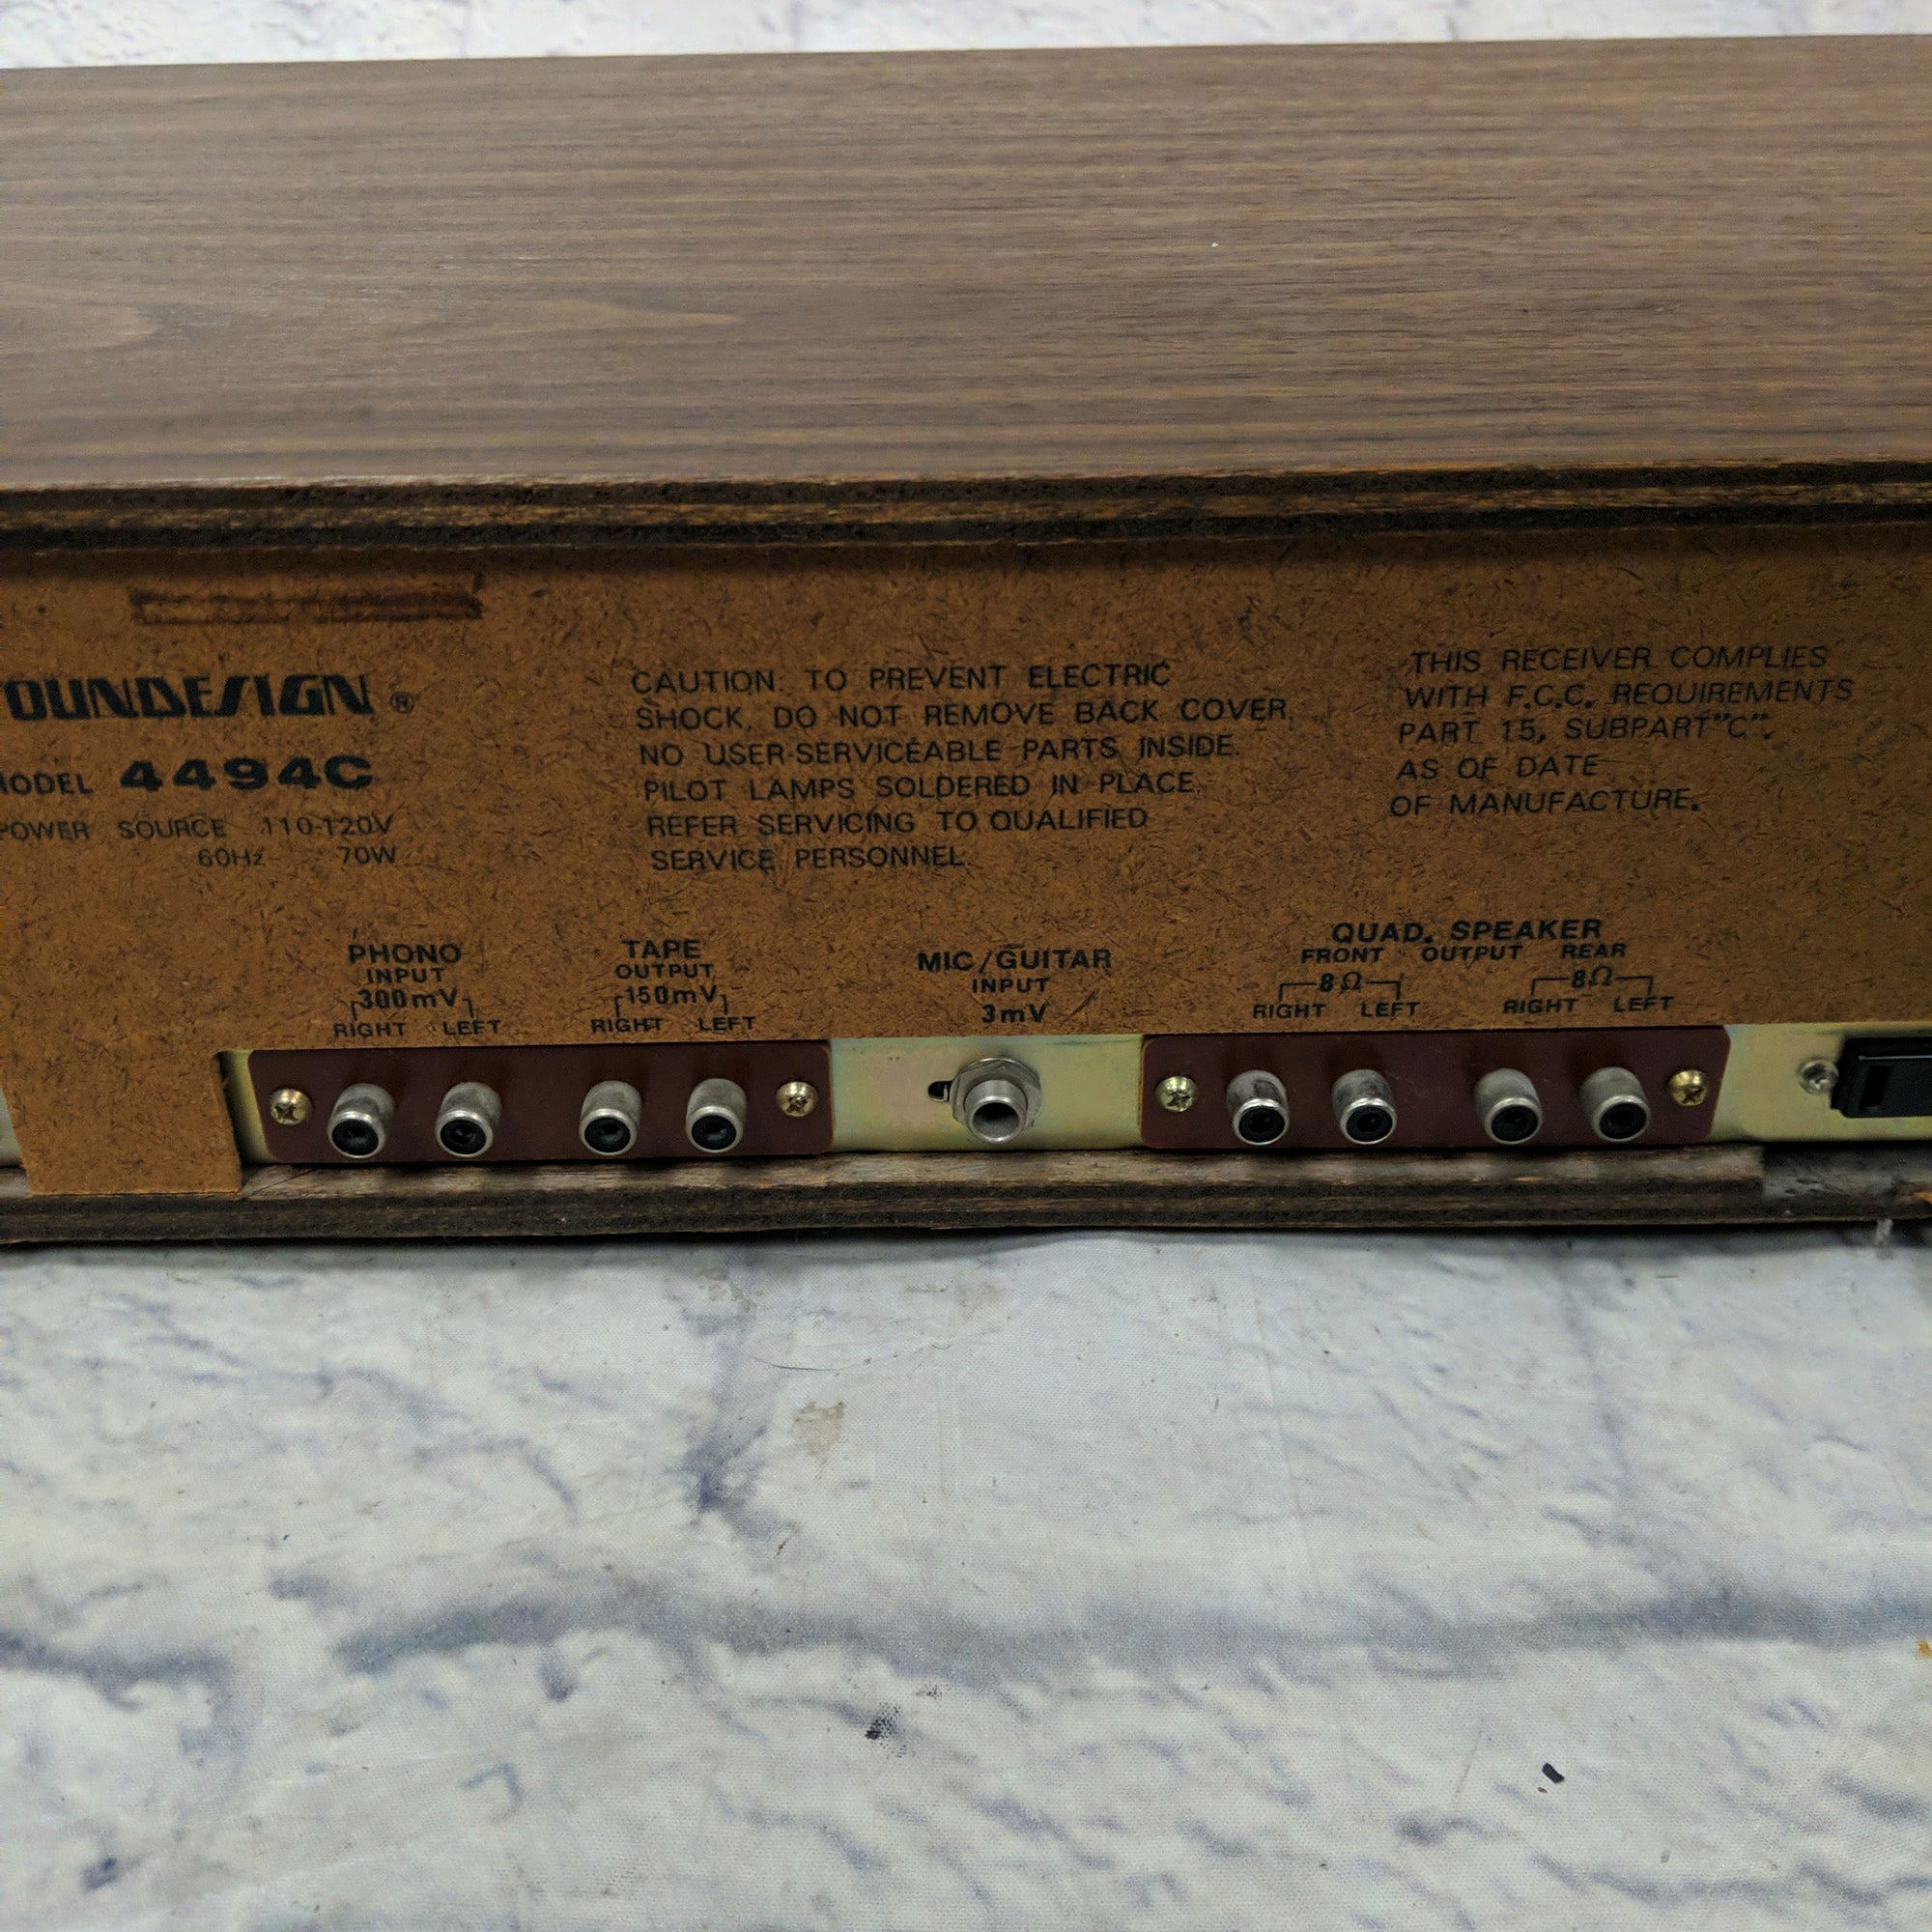 OUNDESIGN ®
MODEL 4494C
POWER SOURCE 110-120V
60Hz 70W
CAUTION: TO PREVENT ELECTRIC
SHOCK, DO NOT REMOVE BACK COVER,
NO USER-SERVICEABLE PARTS INSIDE.
PILOT LAMPS SOLDERED IN PLACE.
REFER SERVICING TO QUALIFIED
SERVICE PERSONNEL.
THIS RECEIVER COMPLIES
WITH F.C.C. REQUIREMENTS
PART 15, SUBPART "C".
AS OF DATE
OF MANUFACTURE.
PHONO
INPUT
300mV
RIGHT LEFT
TAPE
OUTPUT
150mV
RIGHT LEFT
MIC/GUITAR
INPUT
3mV
QUAD. SPEAKER
FRONT OUTPUT REAR
8Ω 8Ω
RIGHT LEFT RIGHT LEFT